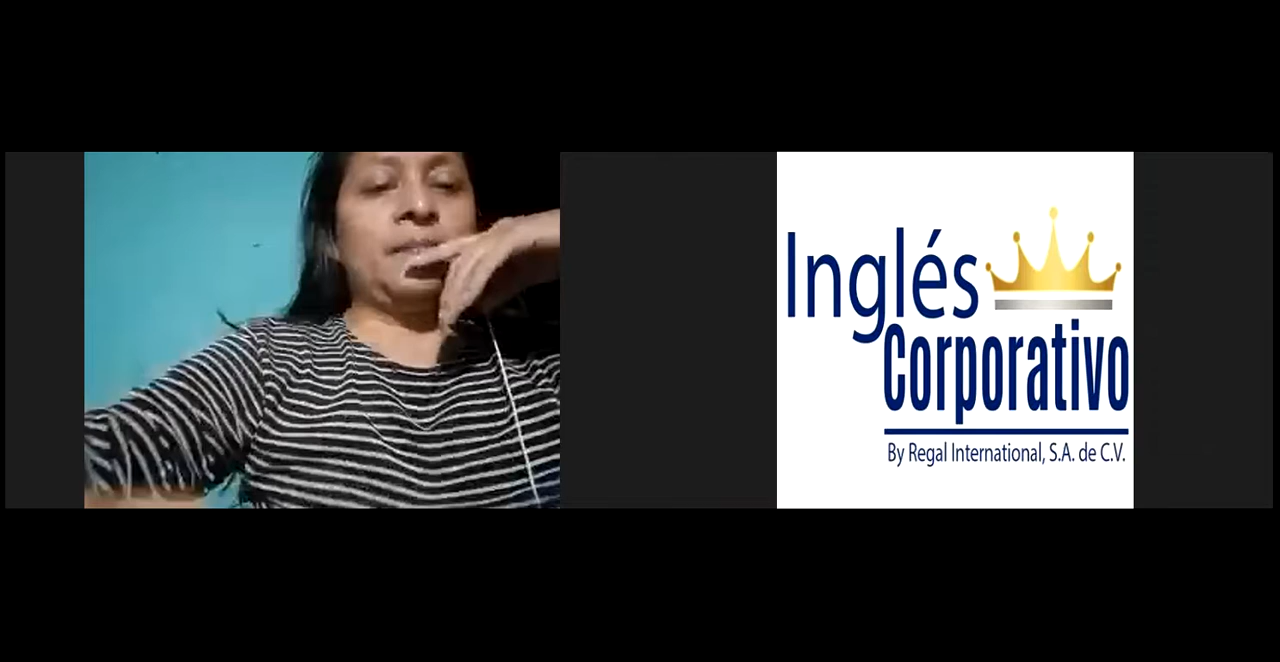 Inglés
Corporativo
By Regal International, S.A. de C.V.